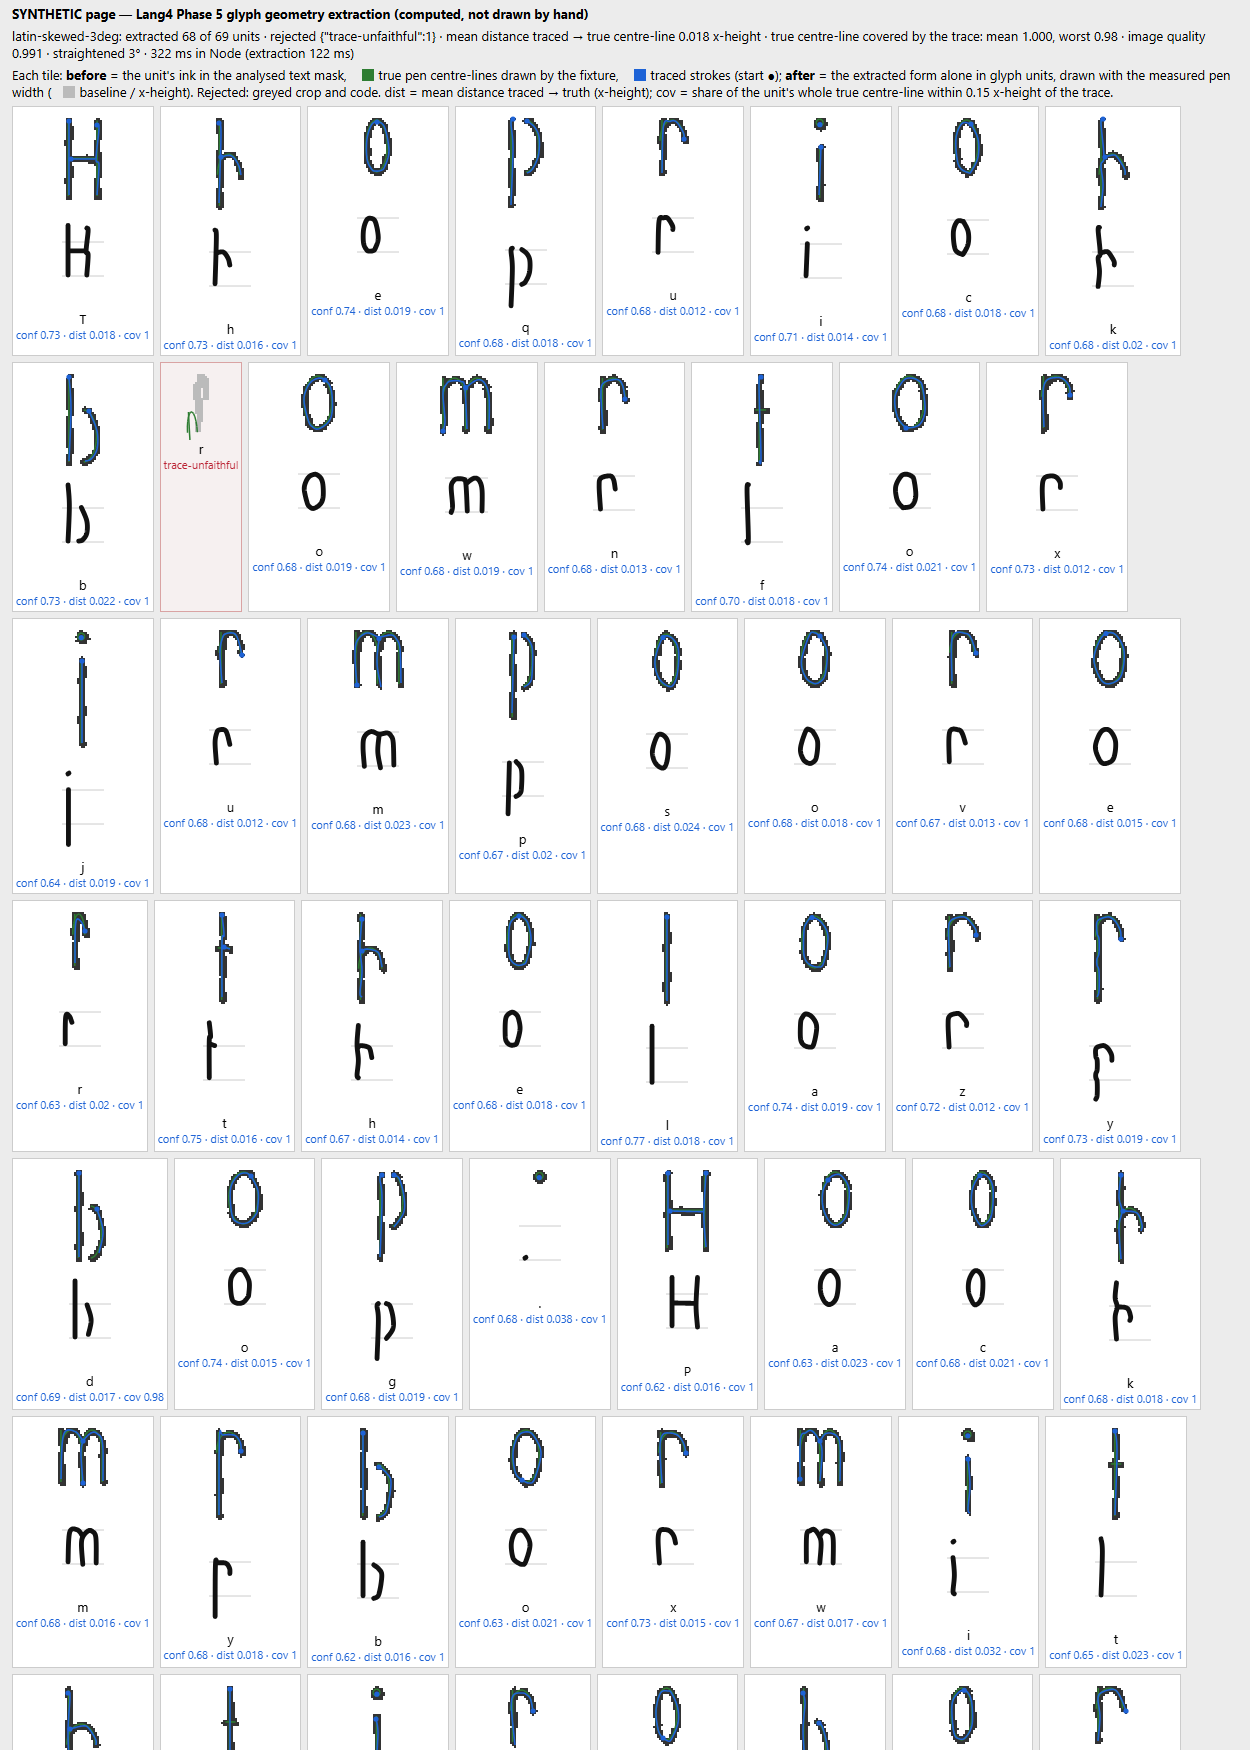 SYNTHETIC page — Lang4 Phase 5 glyph geometry extraction (computed, not drawn by hand)
latin-skewed-3deg: extracted 68 of 69 units · rejected {"trace-unfaithful":1} · mean distance traced → true centre-line 0.018 x-height · true centre-line covered by the trace: mean 1.000, worst 0.98 · image quality
0.991 · straightened 3° · 322 ms in Node (extraction 122 ms)
Each tile: before = the unit's ink in the analysed text mask, true pen centre-lines drawn by the fixture, traced strokes (start ●); after = the extracted form alone in glyph units, drawn with the measured pen
width ( baseline / x-height). Rejected: greyed crop and code. dist = mean distance traced → truth (x-height); cov = share of the unit's whole true centre-line within 0.15 x-height of the trace.
T h e q u i c k
conf 0.73 · dist 0.018 · cov 1 conf 0.73 · dist 0.016 · cov 1 conf 0.74 · dist 0.019 · cov 1 conf 0.68 · dist 0.018 · cov 1 conf 0.68 · dist 0.012 · cov 1 conf 0.71 · dist 0.014 · cov 1 conf 0.68 · dist 0.018 · cov 1 conf 0.68 · dist 0.02 · cov 1
b r o w n f o x
conf 0.73 · dist 0.022 · cov 1 trace-unfaithful conf 0.68 · dist 0.019 · cov 1 conf 0.68 · dist 0.019 · cov 1 conf 0.68 · dist 0.013 · cov 1 conf 0.70 · dist 0.018 · cov 1 conf 0.74 · dist 0.021 · cov 1 conf 0.73 · dist 0.012 · cov 1
j u m p s o v e
conf 0.64 · dist 0.019 · cov 1 conf 0.68 · dist 0.012 · cov 1 conf 0.68 · dist 0.023 · cov 1 conf 0.67 · dist 0.02 · cov 1 conf 0.68 · dist 0.024 · cov 1 conf 0.68 · dist 0.018 · cov 1 conf 0.67 · dist 0.013 · cov 1 conf 0.68 · dist 0.015 · cov 1
r t h e l a z y
conf 0.63 · dist 0.02 · cov 1 conf 0.75 · dist 0.016 · cov 1 conf 0.67 · dist 0.014 · cov 1 conf 0.68 · dist 0.018 · cov 1 conf 0.77 · dist 0.018 · cov 1 conf 0.74 · dist 0.019 · cov 1 conf 0.72 · dist 0.012 · cov 1 conf 0.73 · dist 0.019 · cov 1
d o g . P a c k
conf 0.69 · dist 0.017 · cov 0.98 conf 0.74 · dist 0.015 · cov 1 conf 0.68 · dist 0.019 · cov 1 conf 0.68 · dist 0.038 · cov 1 conf 0.62 · dist 0.016 · cov 1 conf 0.63 · dist 0.023 · cov 1 conf 0.68 · dist 0.021 · cov 1 conf 0.68 · dist 0.018 · cov 1
m y b o x w i t
conf 0.68 · dist 0.016 · cov 1 conf 0.68 · dist 0.018 · cov 1 conf 0.62 · dist 0.016 · cov 1 conf 0.63 · dist 0.021 · cov 1 conf 0.73 · dist 0.015 · cov 1 conf 0.67 · dist 0.017 · cov 1 conf 0.68 · dist 0.032 · cov 1 conf 0.65 · dist 0.023 · cov 1